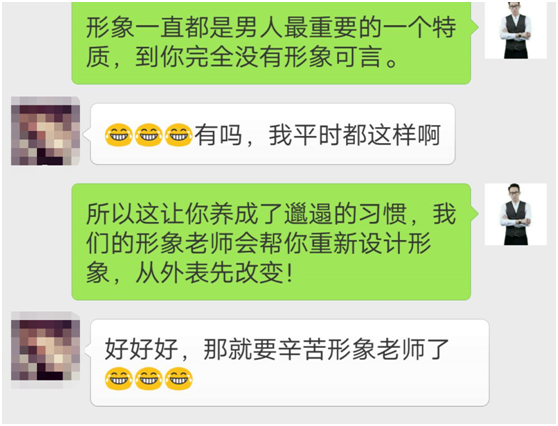 形象一直都是男人最重要的一个特
质，到你完全没有形象可言。
😂😂😂有吗，我平时都这样啊
所以这让你养成了邋遢的习惯，我
们的形象老师会帮你重新设计形
象，从外表先改变！
好好好，那就要辛苦形象老师了
😂😂😂